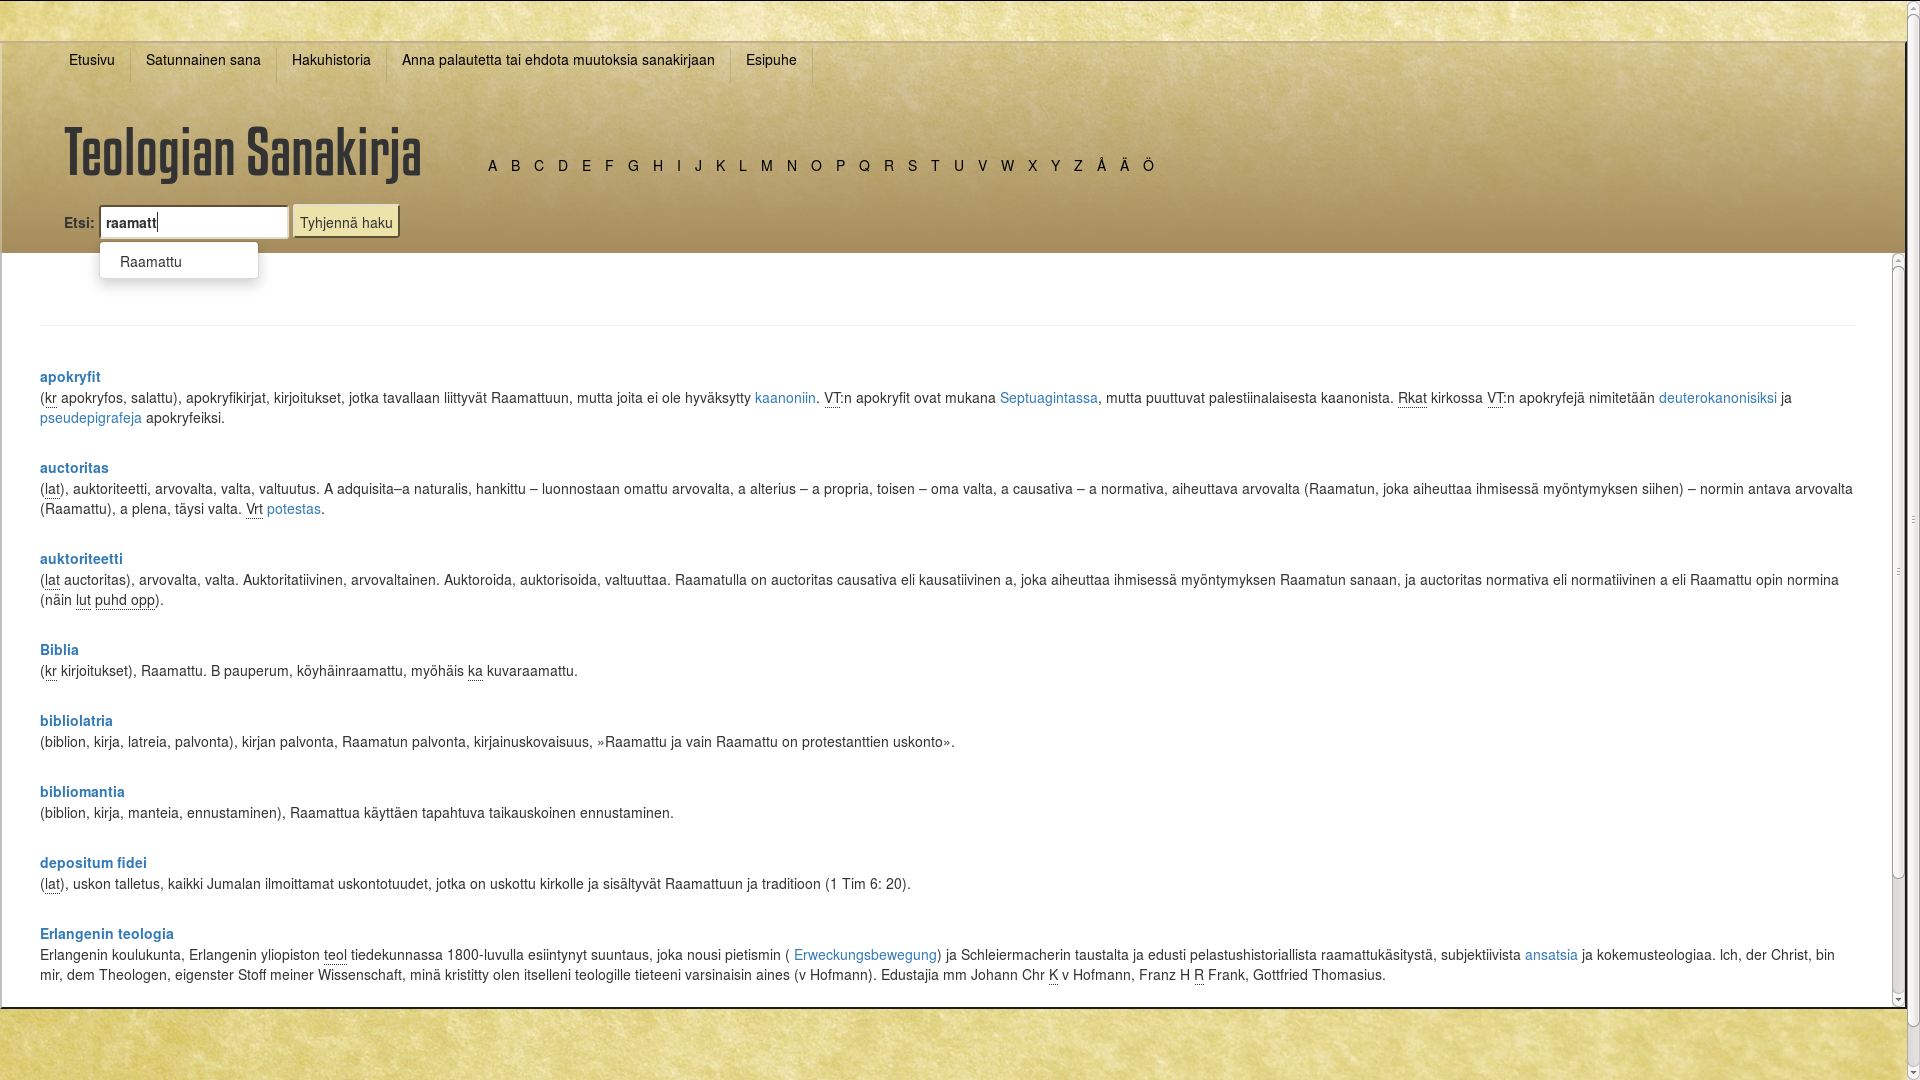 Etusivu Satunnainen sana Hakuhistoria Anna palautetta tai ehdota muutoksia sanakirjaan Esipuhe
Teologian Sanakirja
A B C D E F G H I J K L M N O P Q R S T U V W X Y Z Å Ä Ö
Etsi: raamatt Tyhjennä haku
Raamattu
apokryfit
(kr apokryfos, salattu), apokryfikirjat, kirjoitukset, jotka tavallaan liittyvät Raamattuun, mutta joita ei ole hyväksytty kaanoniin. VT:n apokryfit ovat mukana Septuagintassa, mutta puuttuvat palestiinalaisesta kaanonista. Rkat kirkossa VT:n apokryfejä nimitetään deuterokanonisiksi ja
pseudepigrafeja apokryfeiksi.
auctoritas
(lat), auktoriteetti, arvovalta, valta, valtuutus. A adquisita–a naturalis, hankittu – luonnostaan omattu arvovalta, a alterius – a propria, toisen – oma valta, a causativa – a normativa, aiheuttava arvovalta (Raamatun, joka aiheuttaa ihmisessä myöntymyksen siihen) – normin antava arvovalta
(Raamattu), a plena, täysi valta. Vrt potestas.
auktoriteetti
(lat auctoritas), arvovalta, valta. Auktoritatiivinen, arvovaltainen. Auktoroida, auktorisoida, valtuuttaa. Raamatulla on auctoritas causativa eli kausatiivinen a, joka aiheuttaa ihmisessä myöntymyksen Raamatun sanaan, ja auctoritas normativa eli normatiivinen a eli Raamattu opin normina
(näin lut puhd opp).
Biblia
(kr kirjoitukset), Raamattu. B pauperum, köyhäinraamattu, myöhäis ka kuvaraamattu.
bibliolatria
(biblion, kirja, latreia, palvonta), kirjan palvonta, Raamatun palvonta, kirjainuskovaisuus, »Raamattu ja vain Raamattu on protestanttien uskonto».
bibliomantia
(biblion, kirja, manteia, ennustaminen), Raamattua käyttäen tapahtuva taikauskoinen ennustaminen.
depositum fidei
(lat), uskon talletus, kaikki Jumalan ilmoittamat uskontotuudet, jotka on uskottu kirkolle ja sisältyvät Raamattuun ja traditioon (1 Tim 6: 20).
Erlangenin teologia
Erlangenin koulukunta, Erlangenin yliopiston teol tiedekunnassa 1800-luvulla esiintynyt suuntaus, joka nousi pietismin ( Erweckungsbewegung) ja Schleiermacherin taustalta ja edusti pelastushistoriallista raamattukäsitystä, subjektiivista ansatsia ja kokemusteologiaa. Ich, der Christ, bin
mir, dem Theologen, eigenster Stoff meiner Wissenschaft, minä kristitty olen itselleni teologille tieteeni varsinaisin aines (v Hofmann). Edustajia mm Johann Chr K v Hofmann, Franz H R Frank, Gottfried Thomasius.